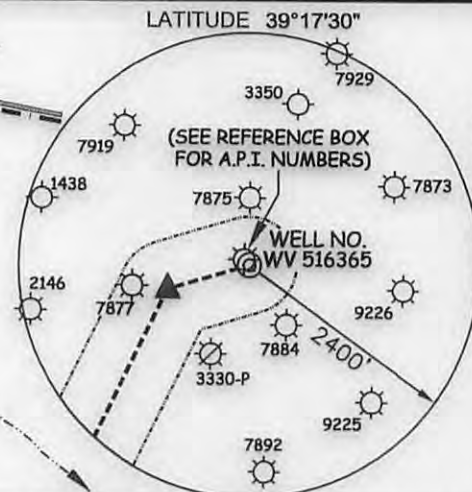 LATITUDE 39°17'30"
7929
3350
7919
(SEE REFERENCE BOX
FOR A.P.I. NUMBERS)
1438
7875
7873
WELL NO.
WV 516365
2146
7877
9226
7884
2400'
3330-P
9225
7892